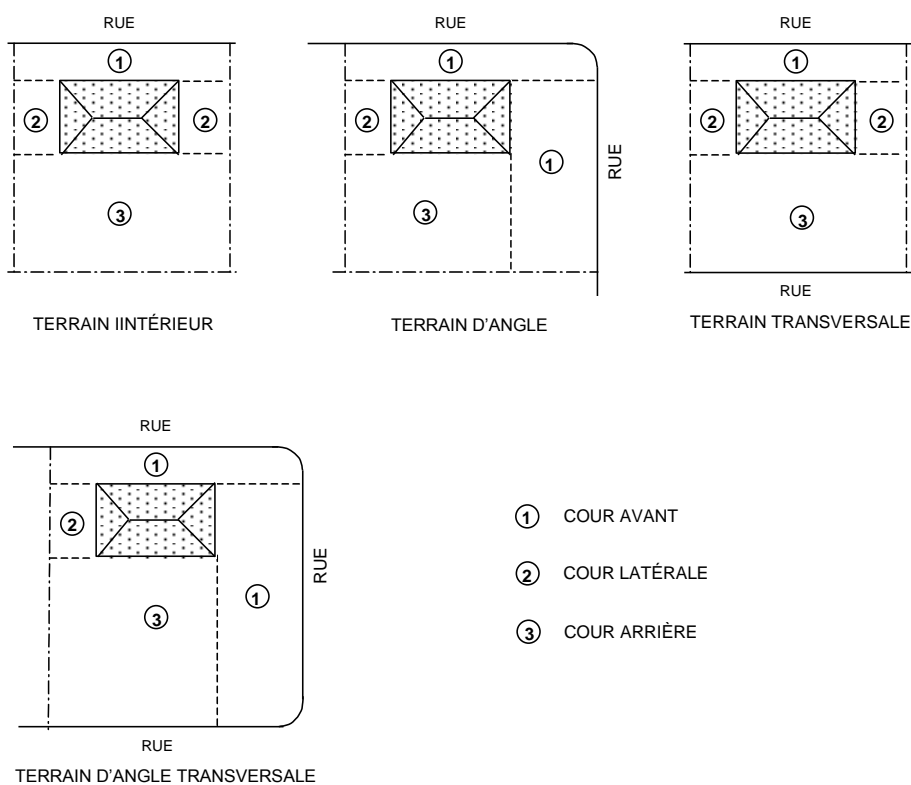 RUE
1
2
2
3
TERRAIN IINTÉRIEUR
RUE
1
2
1
RUE
3
TERRAIN D'ANGLE
RUE
1
2
2
3
RUE
TERRAIN TRANSVERSALE
RUE
1
2
RUE
1
3
RUE
TERRAIN D'ANGLE TRANSVERSALE
1 COUR AVANT
2 COUR LATÉRALE
3 COUR ARRIÈRE